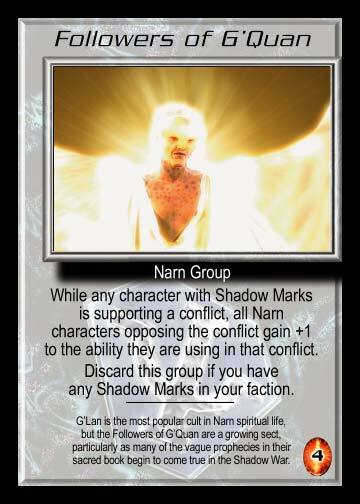 Followers of G'Quan
Narn Group
While any character with Shadow Marks
is supporting a conflict, all Narn
characters opposing the conflict gain +1
to the ability they are using in that conflict.
Discard this group if you have
any Shadow Marks in your faction.
G'Lan is the most popular cult in Narn spiritual life,
but the Followers of G'Quan are a growing sect,
particularly as many of the vague prophecies in their
sacred book begin to come true in the Shadow War.
4